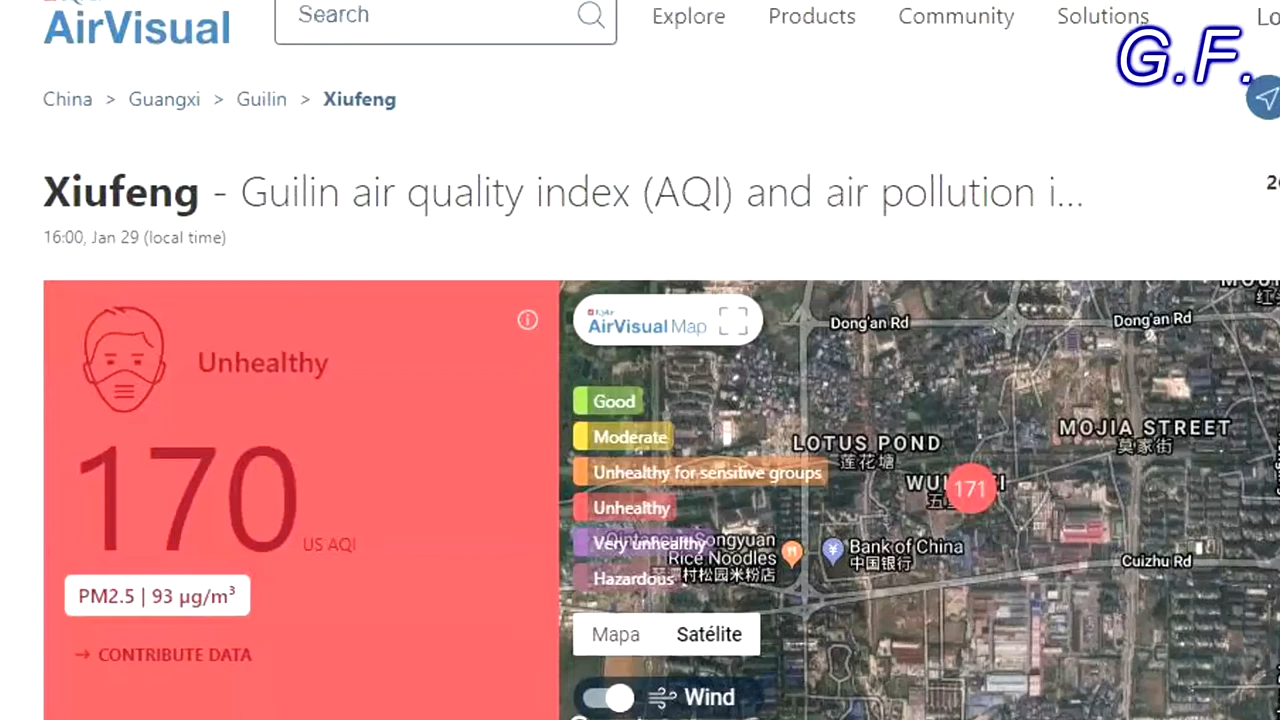 AirVisual
Search
Explore
Products
Community
Solutions
Lo
G.F.
China > Guangxi > Guilin > Xiufeng
Xiufeng - Guilin air quality index (AQI) and air pollution i...
16:00, Jan 29 (local time)
Unhealthy
170
US AQI
PM2.5 | 93 µg/m³
→ CONTRIBUTE DATA
AirVisual Map
Good
Moderate
Unhealthy for sensitive groups
Unhealthy
Very unhealthy
Hazardous
Mapa
Satélite
Wind
Dong'an Rd
Dong'an Rd
LOTUS POND
莲花塘
MOJIA STREET
莫家街
171
Rice Noodles
村松园米粉店
Bank of China
中国银行
Cuizhu Rd